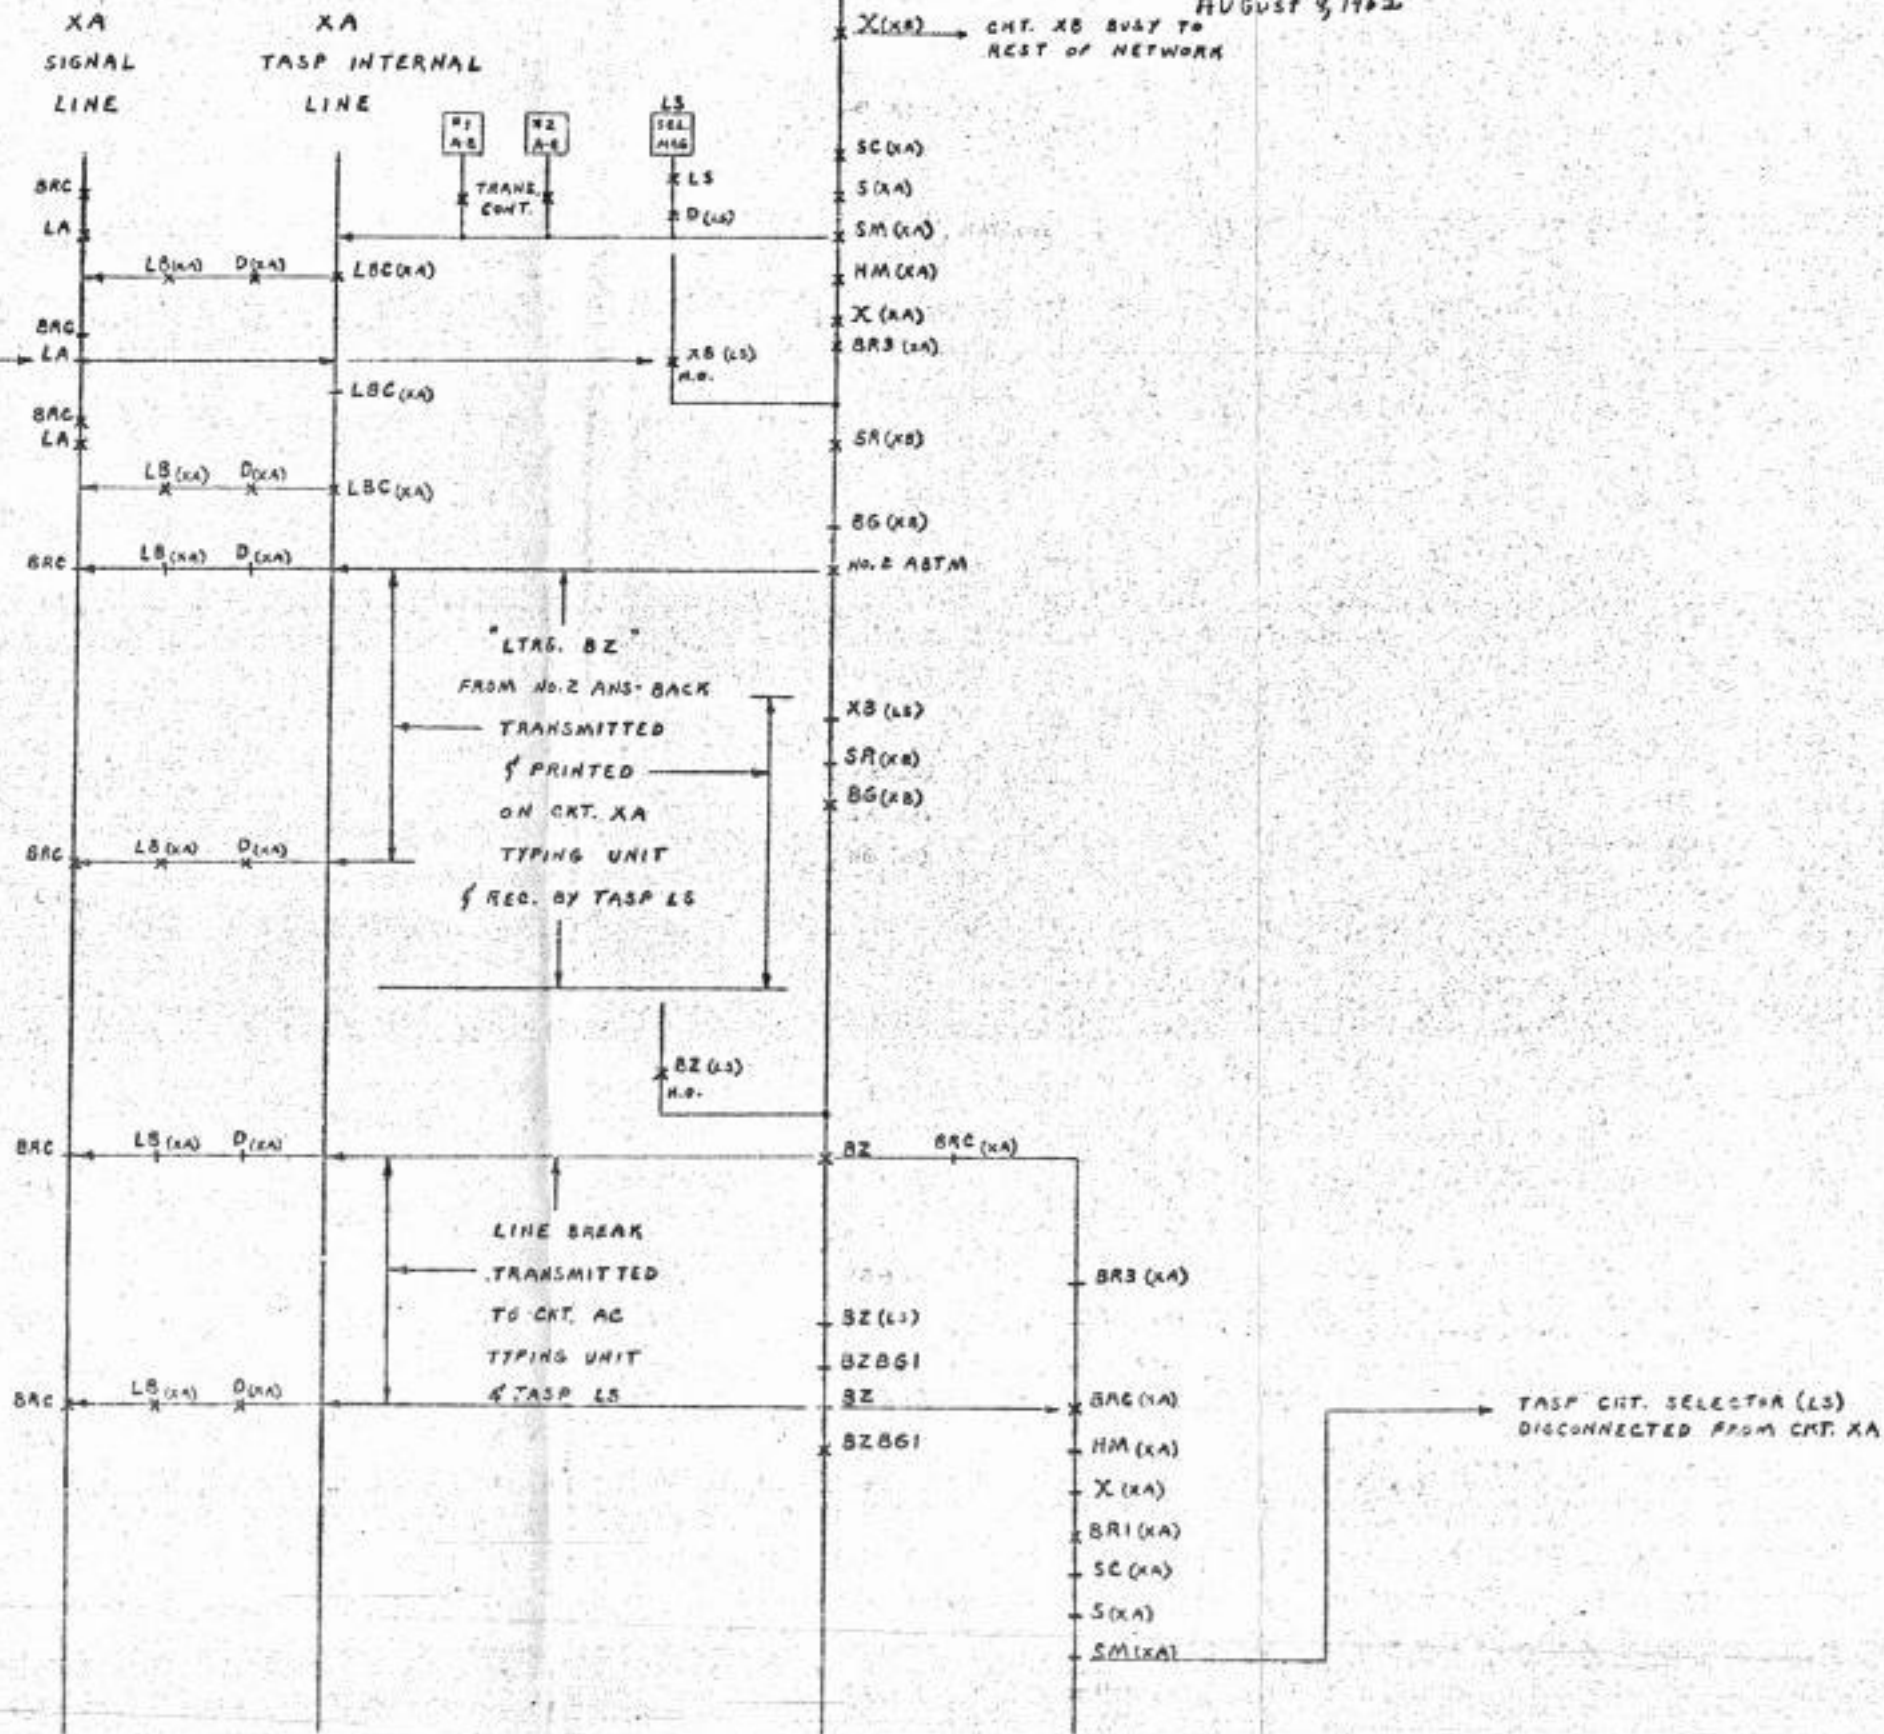 AUGUST 8, 1962
X(XB)
CKT. XB BUSY TO
REST OF NETWORK
XA
SIGNAL
LINE
XA
TASP INTERNAL
LINE
#1
A-B
#2
A-B
LS
SEL
MAG
TRANS.
CONT.
LS
D(LS)
SC(XA)
S(XA)
SM(XA)
HM(XA)
X(XA)
BR3(XA)
BRC
LA
LB(XA) D(XA) LBC(XA)
BRC
LA
XB(LS)
N.O.
LBC(XA)
BRC
LA
SR(XB)
LB(XA) D(XA) LBC(XA)
BG(XB)
BRC LB(XA) D(XA) NO.2 ABTM
"LTRS. BZ"
FROM NO.2 ANS-BACK
TRANSMITTED
& PRINTED
ON CKT. XA
TYPING UNIT
& REC. BY TASP LS
XB(LS)
SR(XB)
BG(XB)
BRC LB(XA) D(XA)
BZ(LS)
N.O.
BRC LB(XA) D(XA) BZ BRC(XA)
LINE BREAK
TRANSMITTED
TO CKT. AC
TYPING UNIT
& TASP LS
BR3(XA)
BZ(LS)
BZBG1
BRC LB(XA) D(XA) BZ BRC(XA)
BZBG1
HM(XA)
X(XA)
BR1(XA)
SC(XA)
S(XA)
SM(XA)
TASP CKT. SELECTOR (LS)
DISCONNECTED FROM CKT. XA